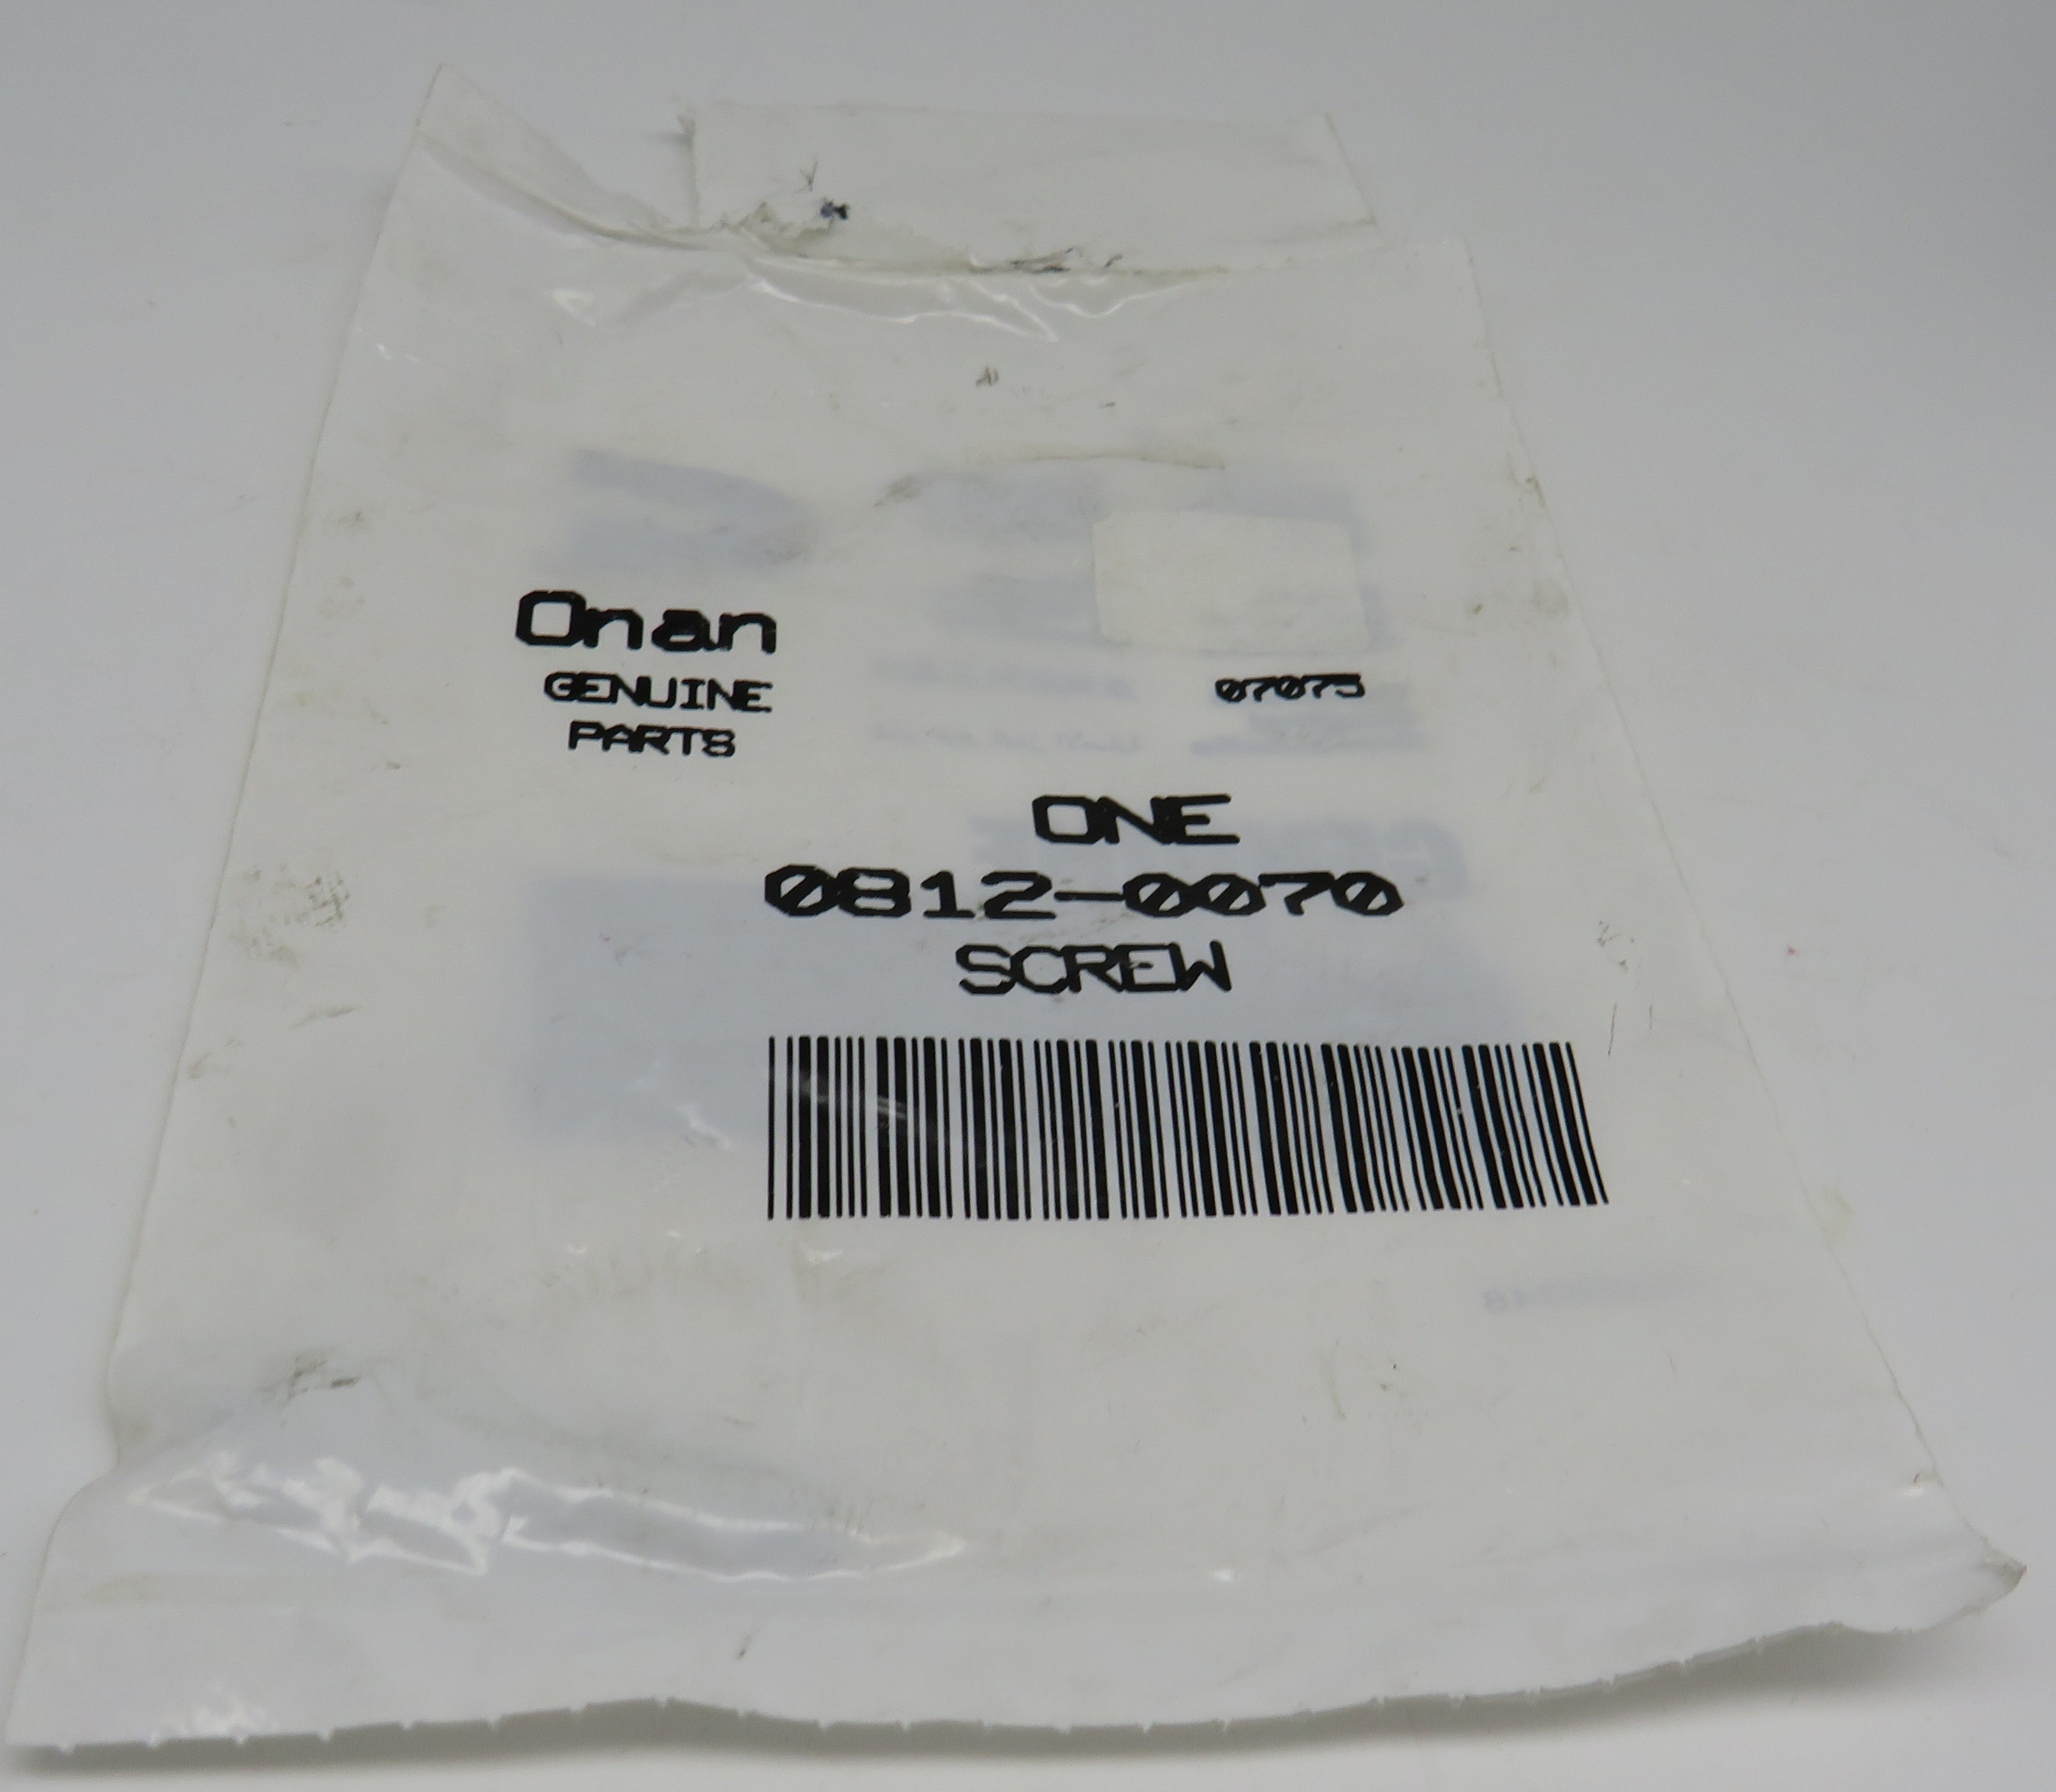 Onan
GENUINE
PARTS
07075
ONE
0812-0070
SCREW